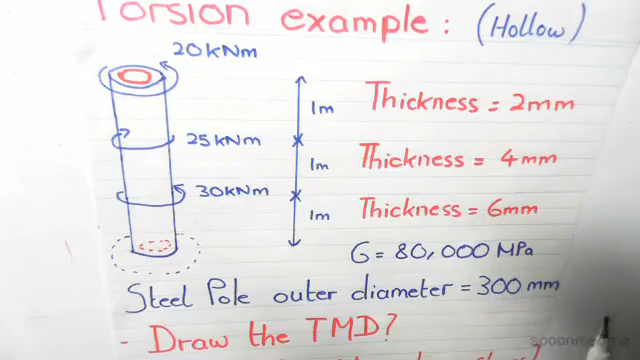 Torsion example : (Hollow)
20kNm
1m
Thickness = 2mm
25kNm
1m
Thickness = 4mm
30kNm
1m
Thickness = 6mm
G = 80,000 MPa
Steel Pole outer diameter = 300 mm
- Draw the TMD?